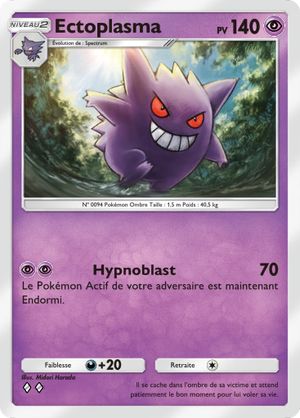 NIVEAU 2
Ectoplasma
PV 140
Évolution de : Spectrum
N° 0094 Pokémon Ombre Taille : 1,5 m Poids : 40,5 kg
Hypnoblast 70
Le Pokémon Actif de votre adversaire est maintenant
Endormi.
Faiblesse +20 Retraite
Illus. Midori Harada
Il se cache dans l'ombre de sa victime et attend
patiemment le bon moment pour lui voler sa vie.